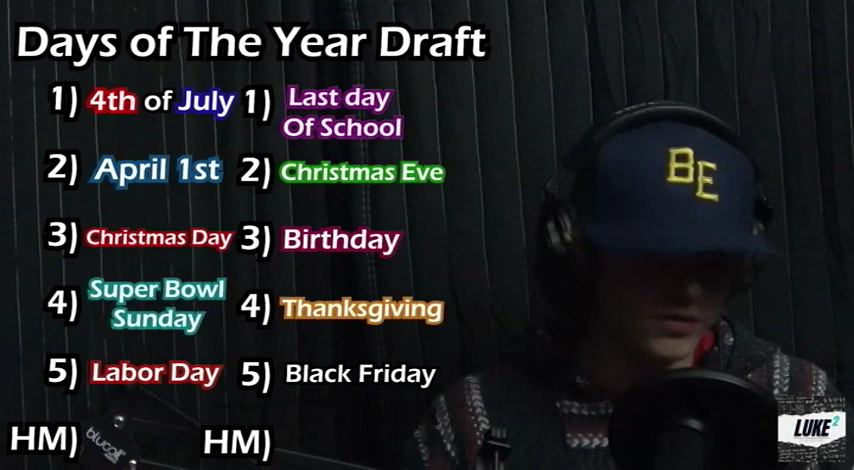 Days of The Year Draft
1) 4th of July 1) Last day
Of School
2) April 1st 2) Christmas Eve
3) Christmas Day 3) Birthday
4) Super Bowl
Sunday 4) Thanksgiving
5) Labor Day 5) Black Friday
HM) HM)
BE
blucoil
LUKE2